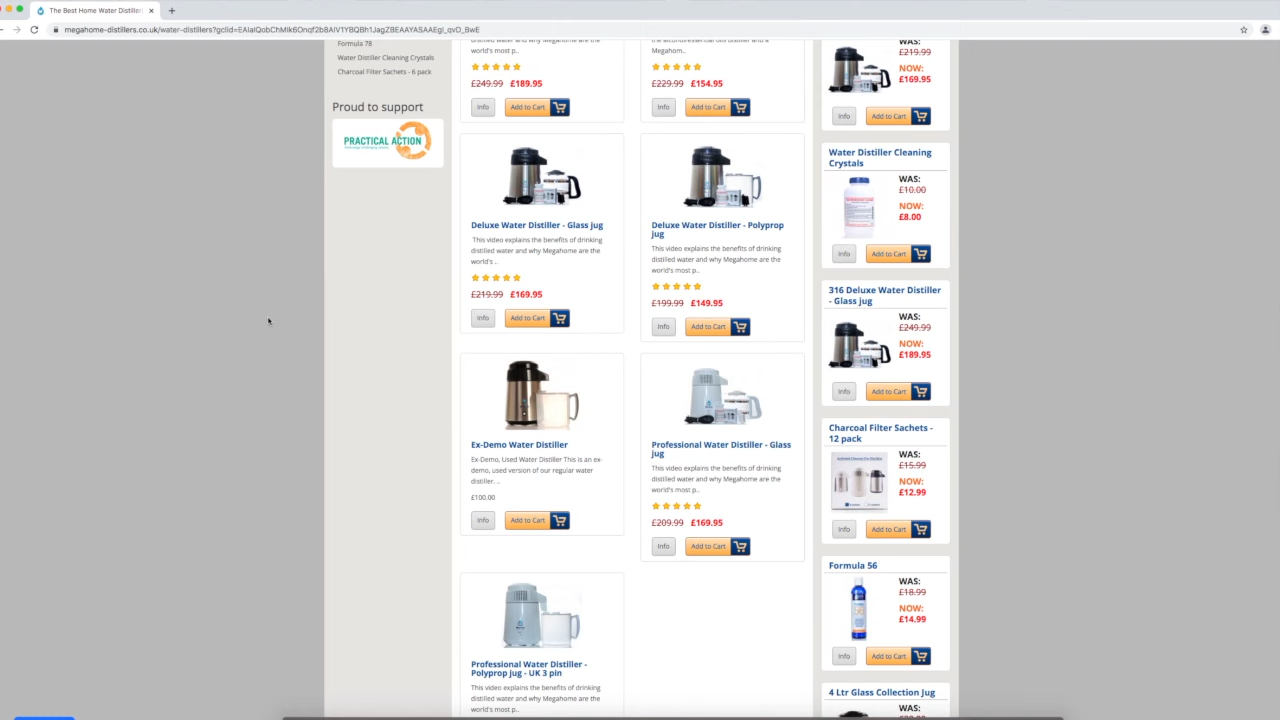 The Best Home Water Distillers
megahome-distillers.co.uk/water-distillers?gclid=EAIaIQobChMIk6Onqf2b8AIV1YBQBh1JagZBEAAYASAAEgI_qvD_BwE
Formula 78
Water Distiller Cleaning Crystals
Charcoal Filter Sachets - 6 pack
Proud to support
PRACTICAL ACTION
world's most p..
£249.99 £189.95
Info
Add to Cart
Megahom..
£229.99 £154.95
Info
Add to Cart
Deluxe Water Distiller - Glass jug
This video explains the benefits of drinking
distilled water and why Megahome are the
world's ..
£219.99 £169.95
Info
Add to Cart
Deluxe Water Distiller - Polyprop
jug
This video explains the benefits of drinking
distilled water and why Megahome are the
world's most p..
£199.99 £149.95
Info
Add to Cart
Ex-Demo Water Distiller
Ex-Demo, Used Water Distiller This is an ex-
demo, used version of our regular water
distiller. ..
£100.00
Info
Add to Cart
Professional Water Distiller - Glass
jug
This video explains the benefits of drinking
distilled water and why Megahome are the
world's most p..
£209.99 £169.95
Info
Add to Cart
Professional Water Distiller -
Polyprop jug - UK 3 pin
This video explains the benefits of drinking
distilled water and why Megahome are the
world's most p..
WAS:
£219.99
NOW:
£169.95
Info
Add to Cart
Water Distiller Cleaning
Crystals
WAS:
£10.00
NOW:
£8.00
Info
Add to Cart
316 Deluxe Water Distiller
- Glass jug
WAS:
£249.99
NOW:
£189.95
Info
Add to Cart
Charcoal Filter Sachets -
12 pack
WAS:
£15.99
NOW:
£12.99
Info
Add to Cart
Formula 56
WAS:
£18.99
NOW:
£14.99
Info
Add to Cart
4 Ltr Glass Collection Jug
WAS: